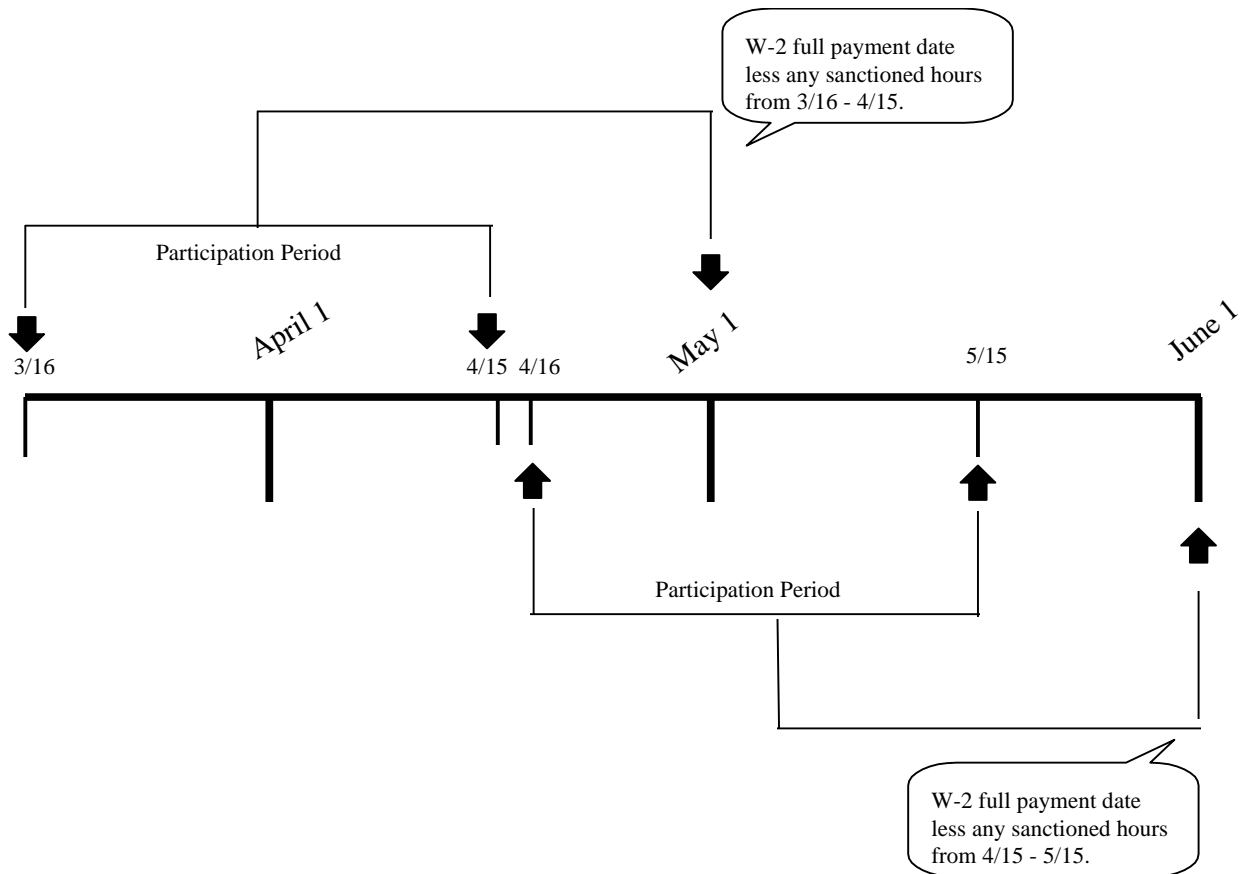 W-2 full payment date
less any sanctioned hours
from 3/16 - 4/15.
Participation Period
April 1
May 1
June 1
3/16
4/15 4/16
5/15
Participation Period
W-2 full payment date
less any sanctioned hours
from 4/15 - 5/15.